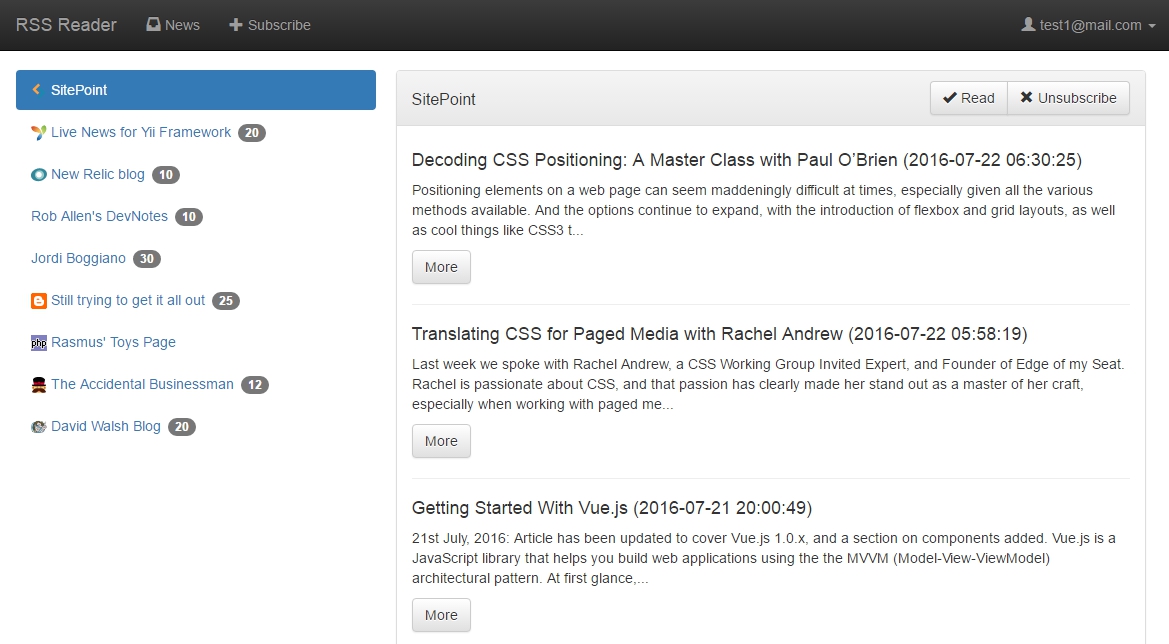 RSS Reader News Subscribe test1@mail.com
SitePoint
Live News for Yii Framework 20
New Relic blog 10
Rob Allen's DevNotes 10
Jordi Boggiano 30
Still trying to get it all out 25
php Rasmus' Toys Page
The Accidental Businessman 12
David Walsh Blog 20
SitePoint Read Unsubscribe
Decoding CSS Positioning: A Master Class with Paul O’Brien (2016-07-22 06:30:25)
Positioning elements on a web page can seem maddeningly difficult at times, especially given all the various
methods available. And the options continue to expand, with the introduction of flexbox and grid layouts, as well
as cool things like CSS3 t...
More
Translating CSS for Paged Media with Rachel Andrew (2016-07-22 05:58:19)
Last week we spoke with Rachel Andrew, a CSS Working Group Invited Expert, and Founder of Edge of my Seat.
Rachel is passionate about CSS, and that passion has clearly made her stand out as a master of her craft,
especially when working with paged me...
More
Getting Started With Vue.js (2016-07-21 20:00:49)
21st July, 2016: Article has been updated to cover Vue.js 1.0.x, and a section on components added. Vue.js is a
JavaScript library that helps you build web applications using the the MVVM (Model-View-ViewModel)
architectural pattern. At first glance,...
More